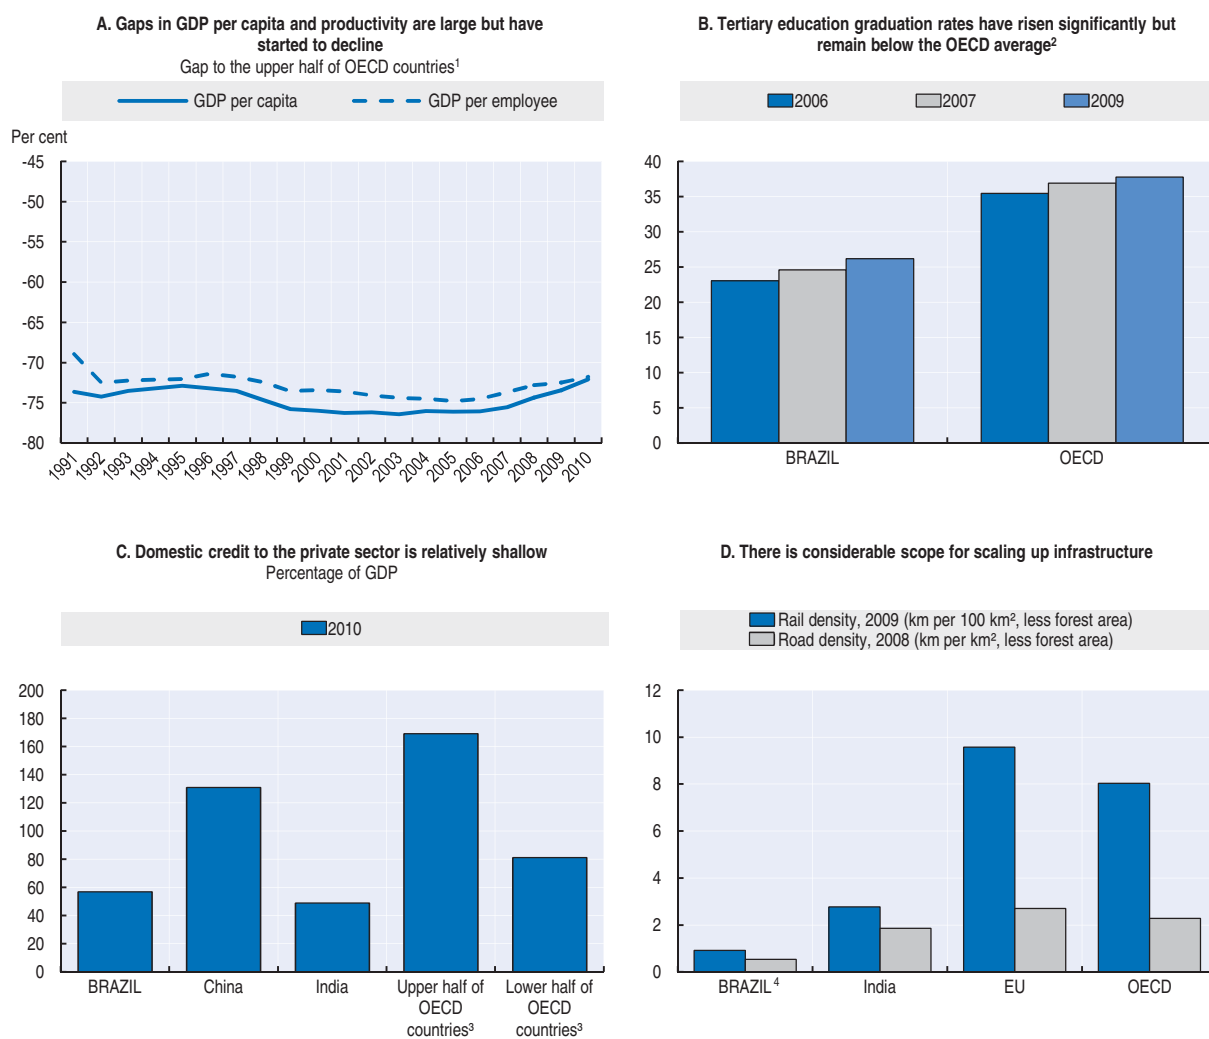 A. Gaps in GDP per capita and productivity are large but have
started to decline
Gap to the upper half of OECD countries¹
GDP per capita
GDP per employee
Per cent
-45
-50
-55
-60
-65
-70
-75
-80
1991
1992
1993
1994
1995
1996
1997
1998
1999
2000
2001
2002
2003
2004
2005
2006
2007
2008
2009
2010
B. Tertiary education graduation rates have risen significantly but
remain below the OECD average²
2006
2007
2009
40
35
30
25
20
15
10
5
0
BRAZIL
OECD
C. Domestic credit to the private sector is relatively shallow
Percentage of GDP
2010
200
180
160
140
120
100
80
60
40
20
0
BRAZIL
China
India
Upper half of
OECD
countries³
Lower half of
OECD
countries³
D. There is considerable scope for scaling up infrastructure
Rail density, 2009 (km per 100 km², less forest area)
Road density, 2008 (km per km², less forest area)
12
10
8
6
4
2
0
BRAZIL⁴
India
EU
OECD